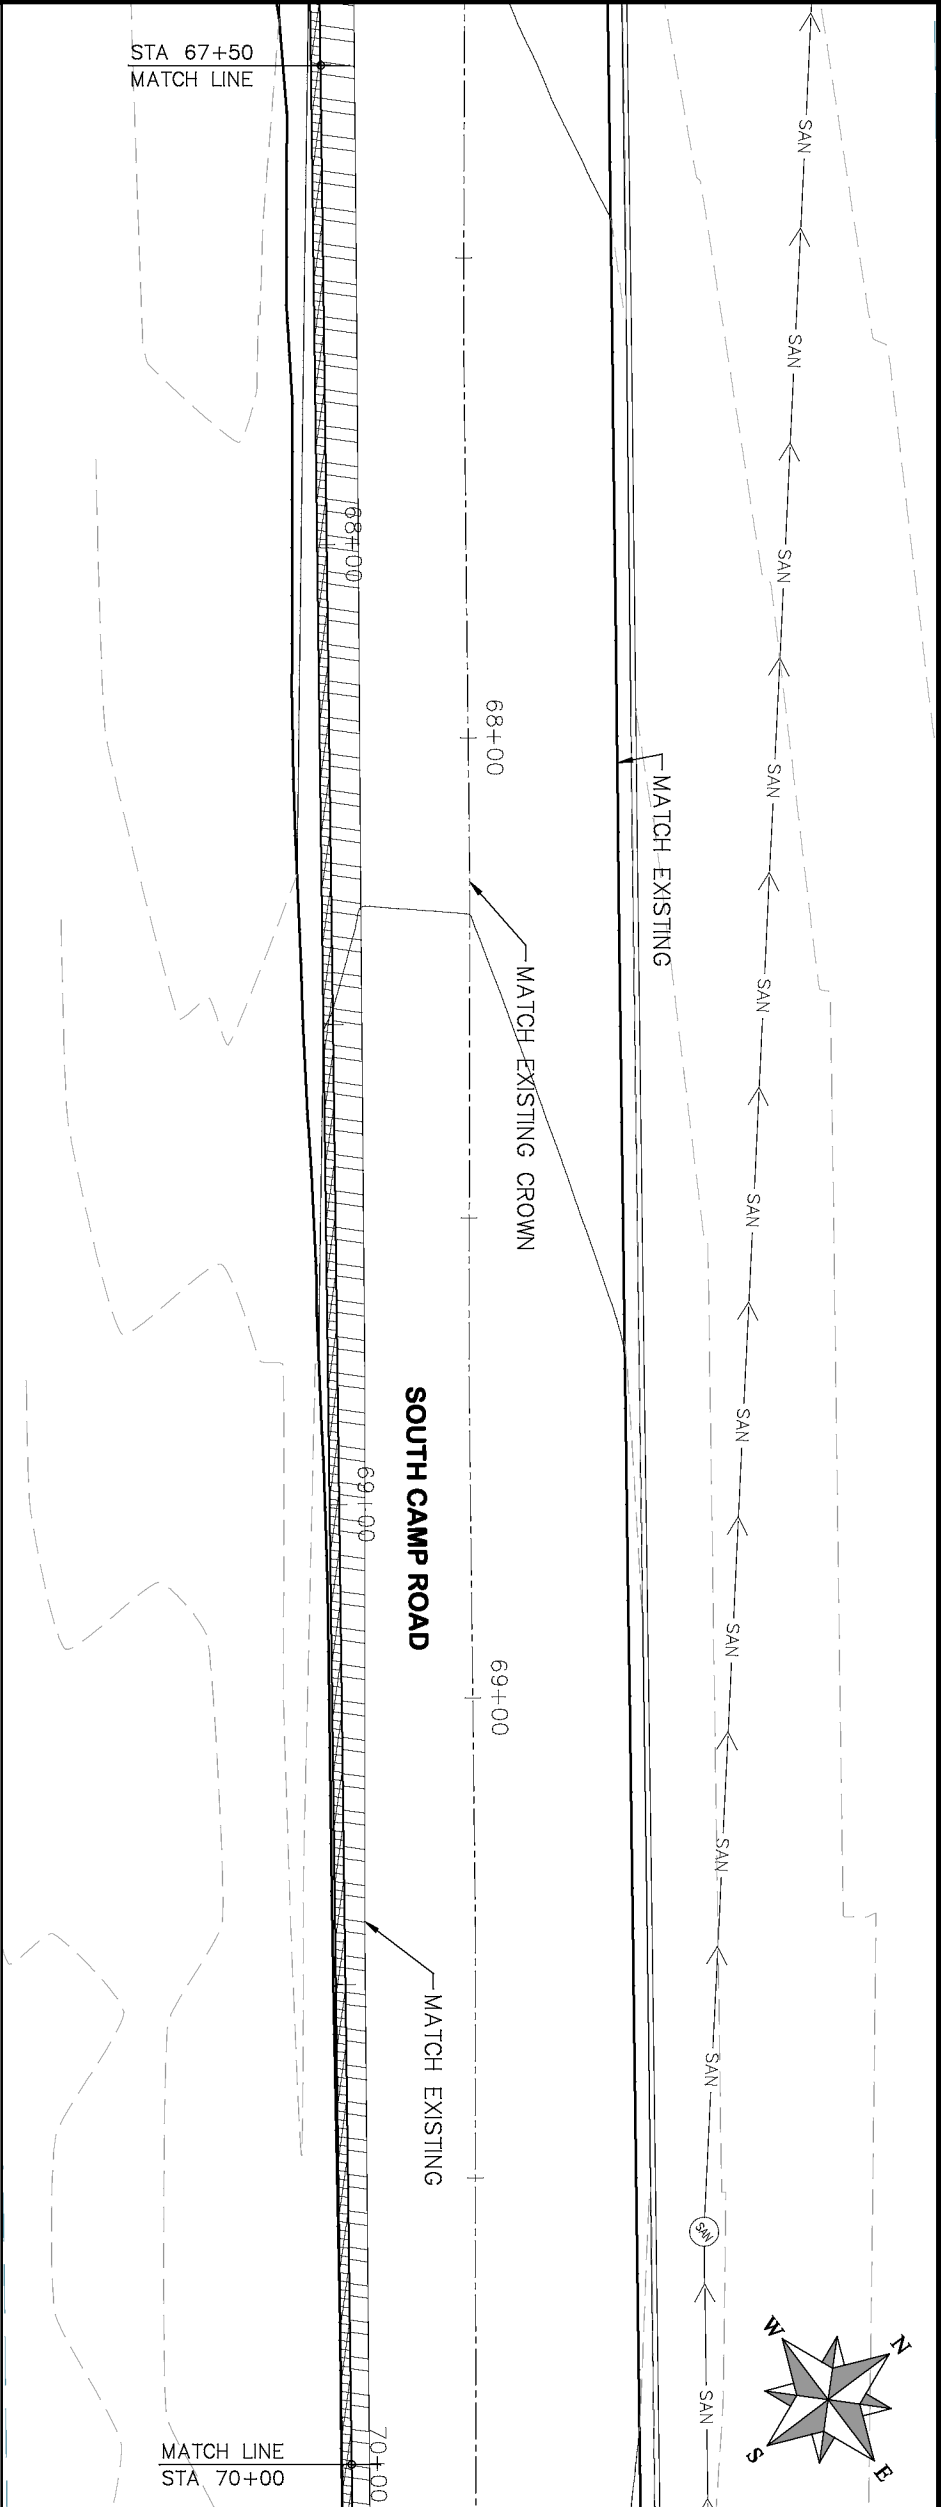 STA 67+50
MATCH LINE
SAN
SAN
68+00
SAN
68+00
MATCH EXISTING
SAN
MATCH EXISTING CROWN
SAN
SAN
SOUTH CAMP ROAD
SAN
69+00
SAN
69+00
SAN
MATCH EXISTING
SAN
SAN
W
N
S
E
SAN
MATCH LINE
STA 70+00
70+00